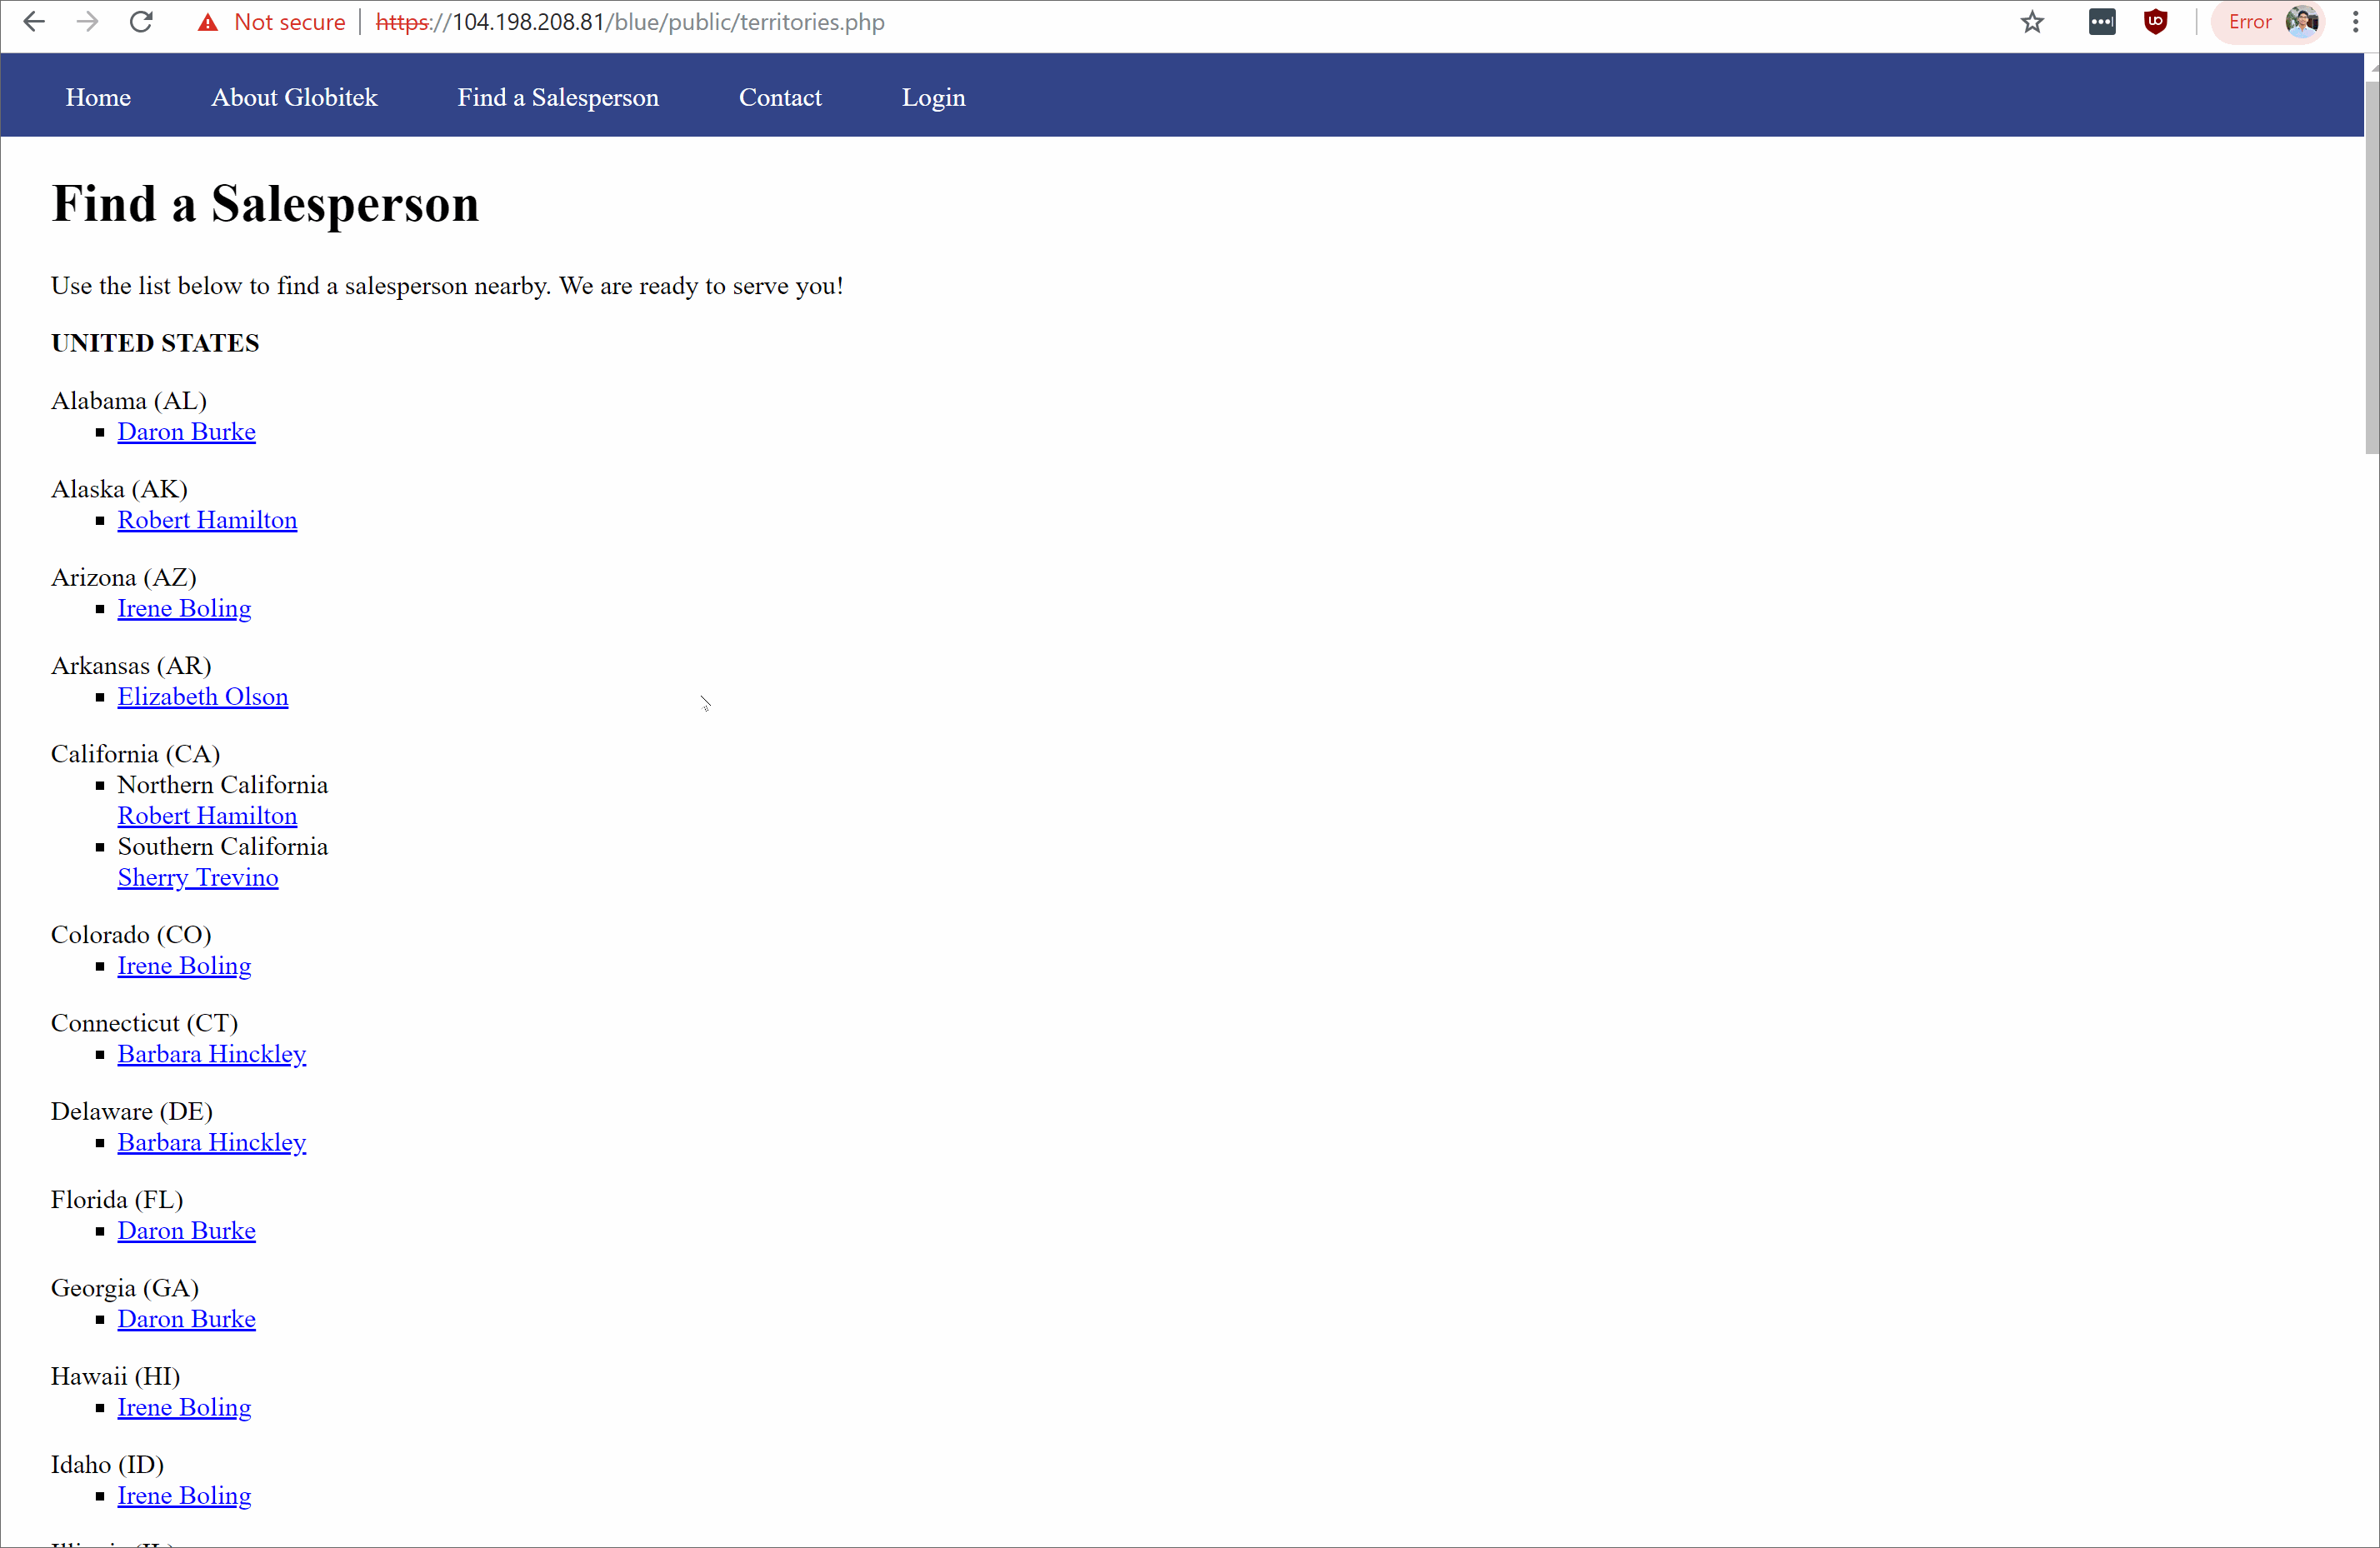 Not secure | https://104.198.208.81/blue/public/territories.php
Error
Home About Globitek Find a Salesperson Contact Login
Find a Salesperson
Use the list below to find a salesperson nearby. We are ready to serve you!
UNITED STATES
Alabama (AL)
Daron Burke
Alaska (AK)
Robert Hamilton
Arizona (AZ)
Irene Boling
Arkansas (AR)
Elizabeth Olson
California (CA)
Northern California
Robert Hamilton
Southern California
Sherry Trevino
Colorado (CO)
Irene Boling
Connecticut (CT)
Barbara Hinckley
Delaware (DE)
Barbara Hinckley
Florida (FL)
Daron Burke
Georgia (GA)
Daron Burke
Hawaii (HI)
Irene Boling
Idaho (ID)
Irene Boling